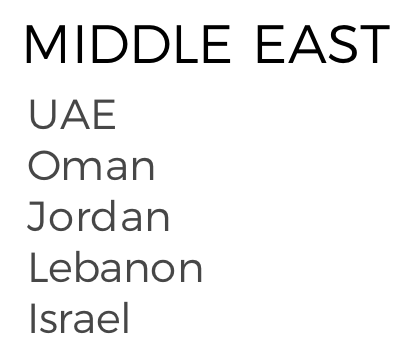 MIDDLE EAST
UAE
Oman
Jordan
Lebanon
Israel